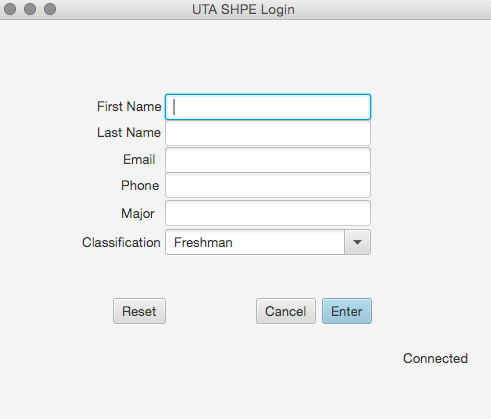 UTA SHPE Login
First Name
Last Name
Email
Phone
Major
Classification Freshman
Reset Cancel Enter
Connected